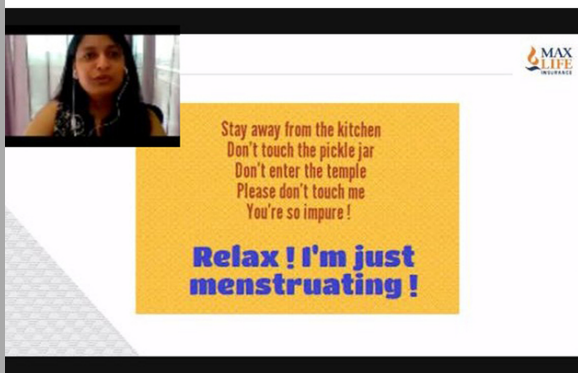 MAX
LIFE
INSURANCE
Stay away from the kitchen
Don't touch the pickle jar
Don't enter the temple
Please don't touch me
You're so impure !
Relax ! I'm just
menstruating !